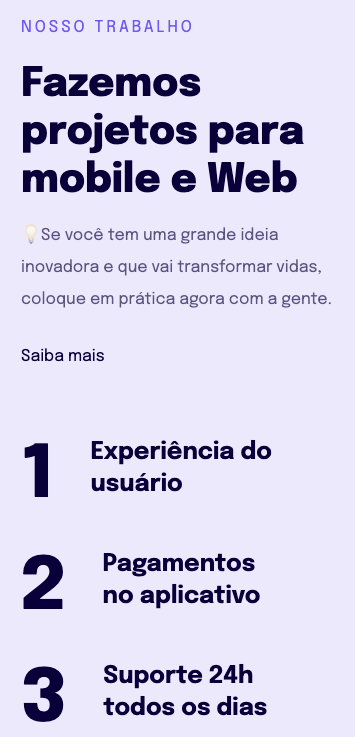 NOSSO TRABALHO
Fazemos
projetos para
mobile e Web
💡Se você tem uma grande ideia
inovadora e que vai transformar vidas,
coloque em prática agora com a gente.
Saiba mais
1 Experiência do
usuário
2 Pagamentos
no aplicativo
3 Suporte 24h
todos os dias